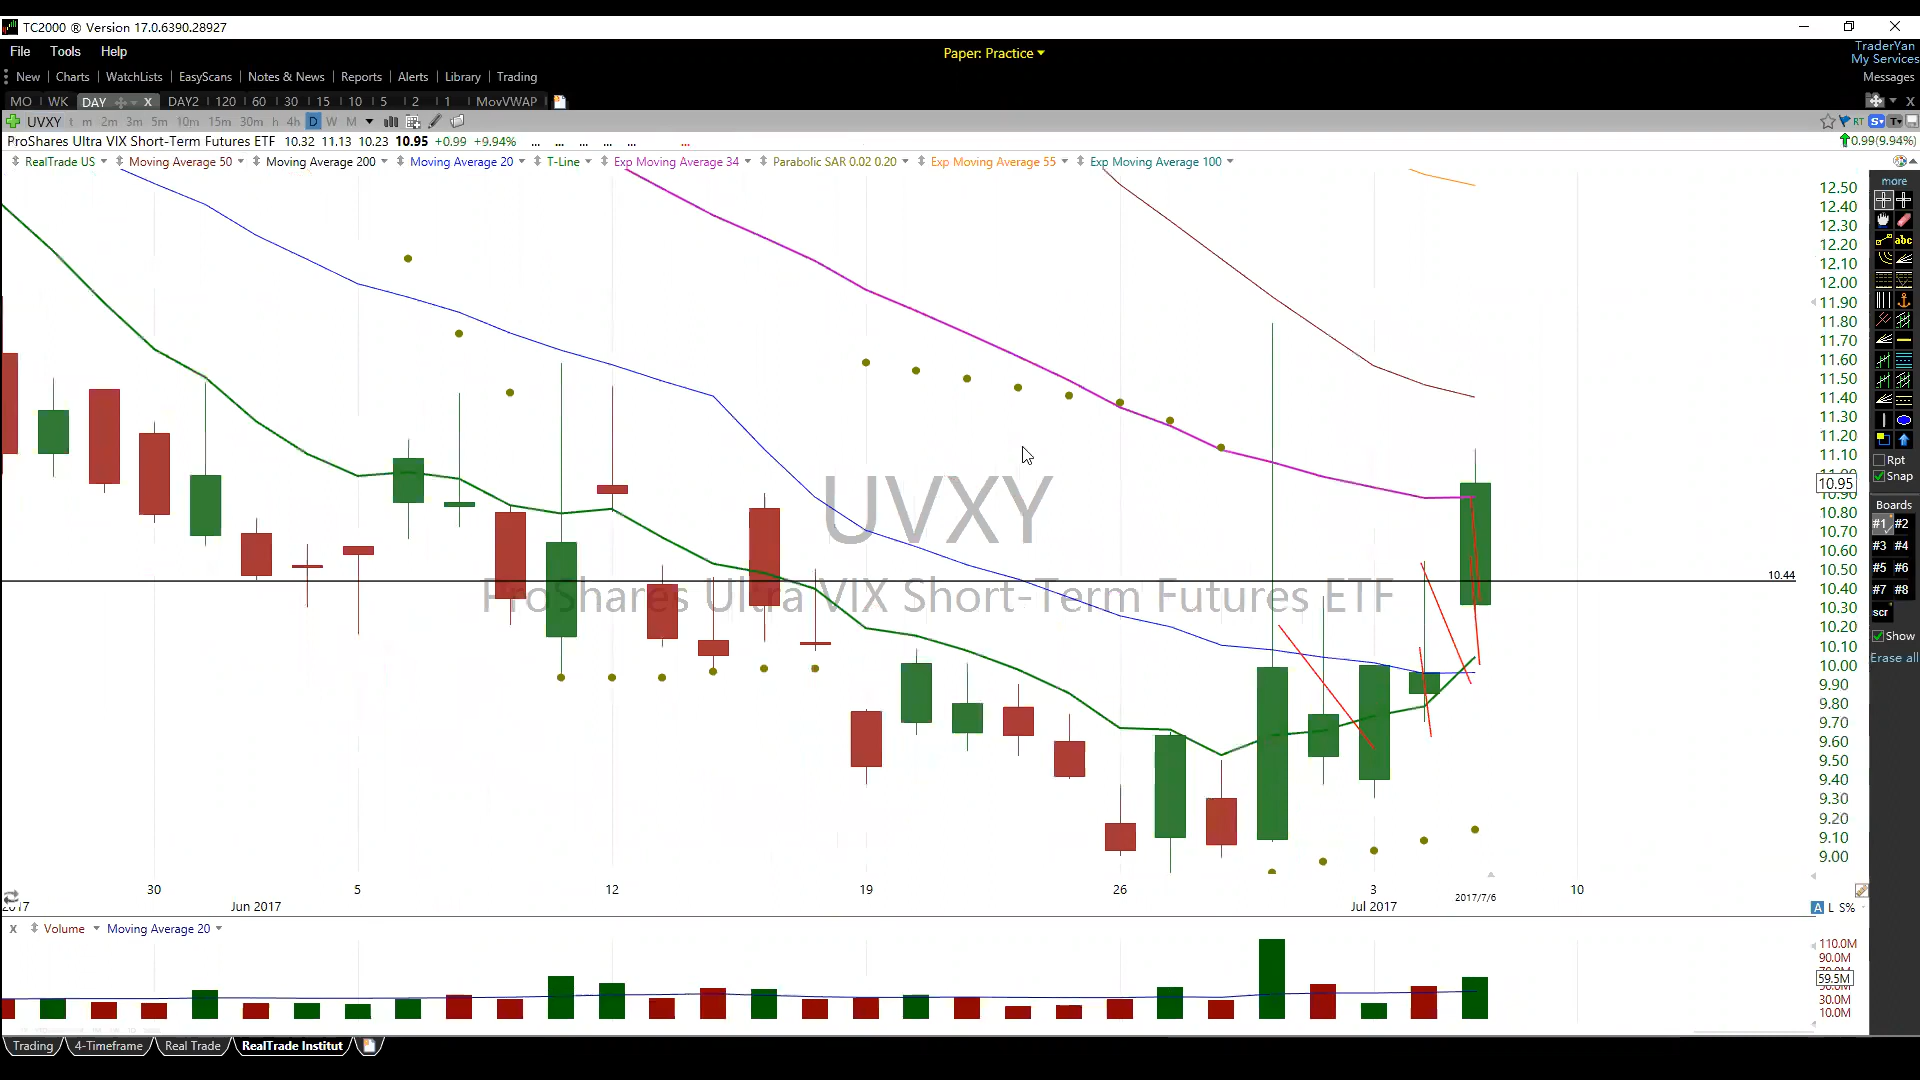 TC2000 ® Version 17.0.6390.28927
File Tools Help
Paper: Practice
TraderYan
My Services
New Charts WatchLists EasyScans Notes & News Reports Alerts Library Trading
Messages
MO WK DAY X DAY2 120 60 30 15 10 5 2 1 MovVWAP
X
UVXY t m 2m 3m 5m 10m 15m 30m h 4h D W M
RT S T
ProShares Ultra VIX Short-Term Futures ETF 10.32 11.13 10.23 10.95 +0.99 +9.94% ... ... ... ... ... ...
0.99(9.94%)
RealTrade US Moving Average 50 Moving Average 200 Moving Average 20 T-Line Exp Moving Average 34 Parabolic SAR 0.02 0.20 Exp Moving Average 55 Exp Moving Average 100
more
abc
Rpt
Snap
Boards
#1 #2
#3 #4
#5 #6
#7 #8
scr
Show
Erase all
12.50
12.40
12.30
12.20
12.10
12.00
11.90
11.80
11.70
11.60
11.50
11.40
11.30
11.20
11.10
10.95
10.90
10.80
10.70
10.60
10.50
10.40
10.30
10.20
10.10
10.00
9.90
9.80
9.70
9.60
9.50
9.40
9.30
9.20
9.10
9.00
UVXY
ProShares Ultra VIX Short-Term Futures ETF
10.44
30 5 12 19 26 3 10
Jun 2017 Jul 2017 2017/7/6
A L S%
X Volume Moving Average 20
110.0M
90.0M
59.5M
30.0M
10.0M
Trading 4-Timeframe Real Trade RealTrade Institut